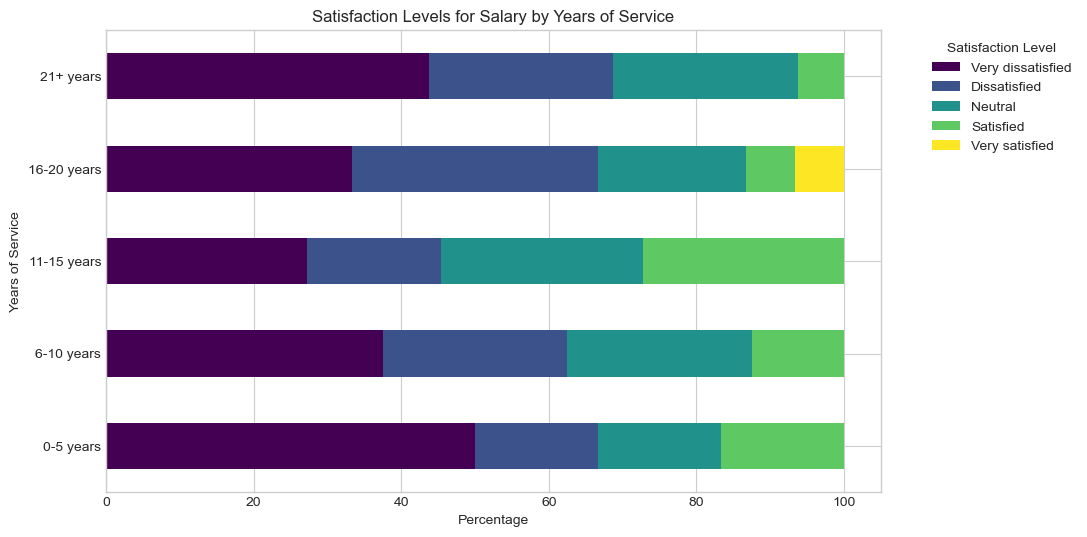 Satisfaction Levels for Salary by Years of Service
Satisfaction Level
Very dissatisfied
Dissatisfied
Neutral
Satisfied
Very satisfied
Years of Service
21+ years
16-20 years
11-15 years
6-10 years
0-5 years
0 20 40 60 80 100
Percentage